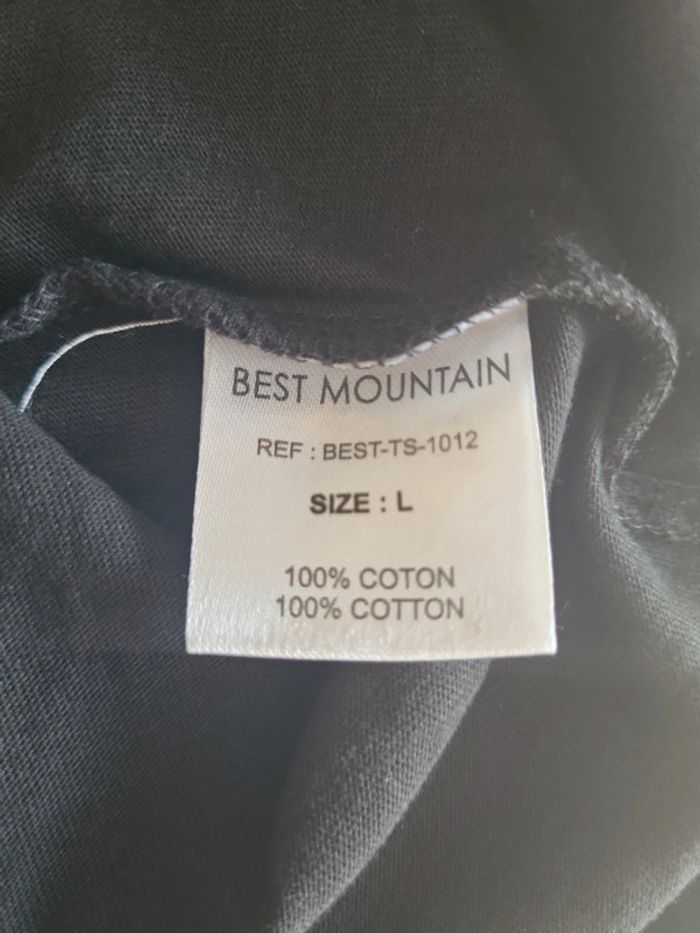 BEST MOUNTAIN
REF : BEST-TS-1012
SIZE : L
100% COTON
100% COTTON